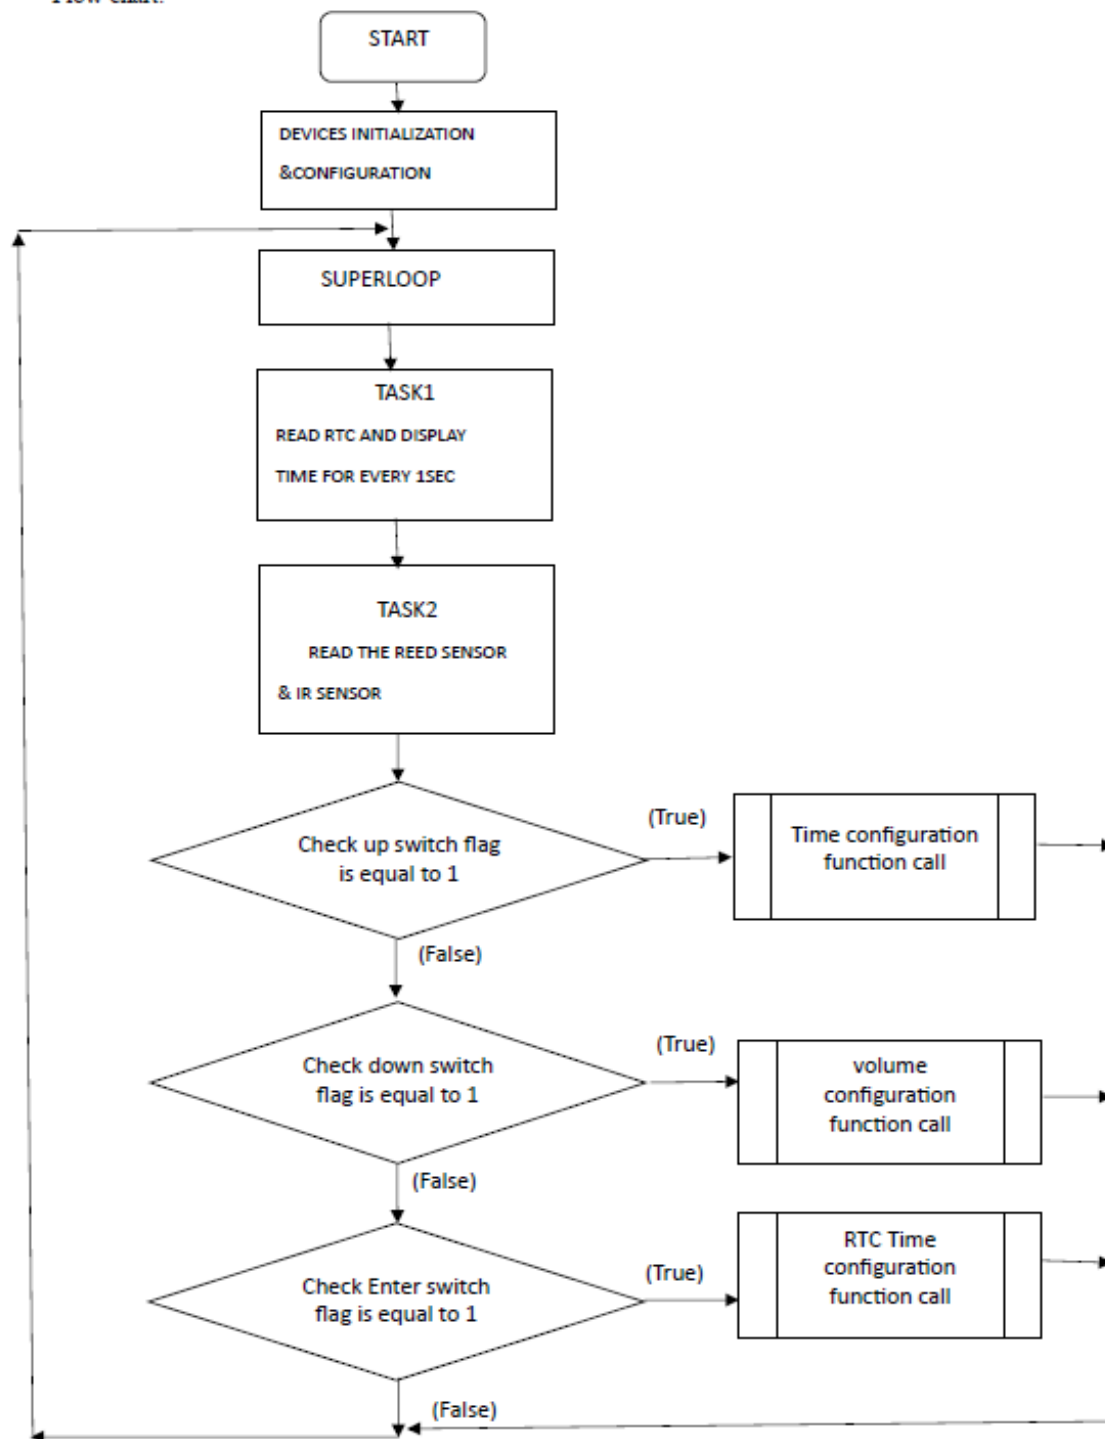 START
DEVICES INITIALIZATION
&CONFIGURATION
SUPERLOOP
TASK1
READ RTC AND DISPLAY
TIME FOR EVERY 1SEC
TASK2
READ THE REED SENSOR
& IR SENSOR
Check up switch flag
is equal to 1
(True)
Time configuration
function call
(False)
Check down switch
flag is equal to 1
(True)
volume
configuration
function call
(False)
Check Enter switch
flag is equal to 1
(True)
RTC Time
configuration
function call
(False)